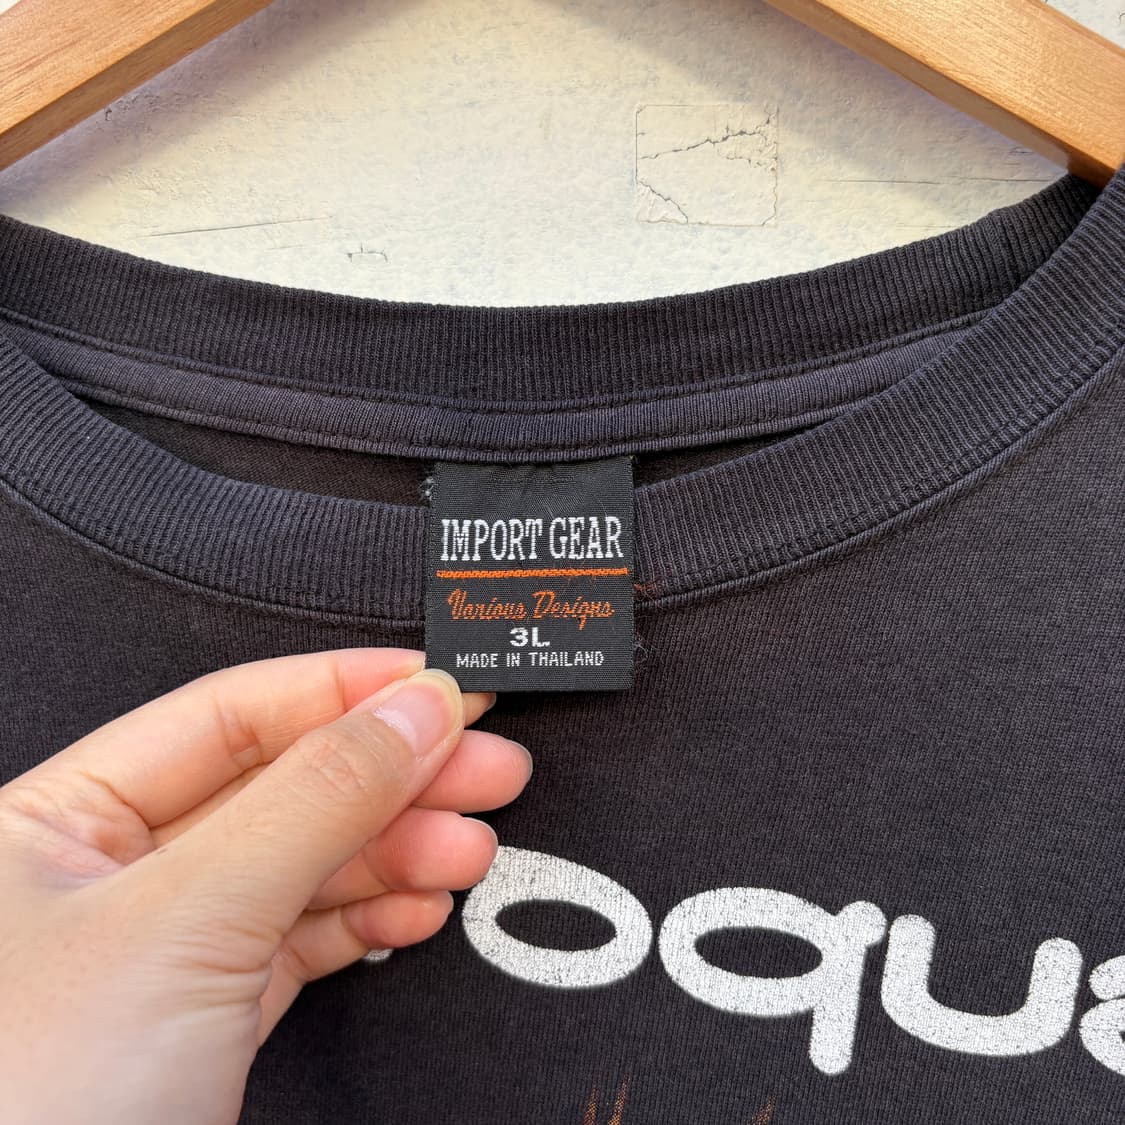 IMPORT GEAR
Various Designs
3L
MADE IN THAILAND